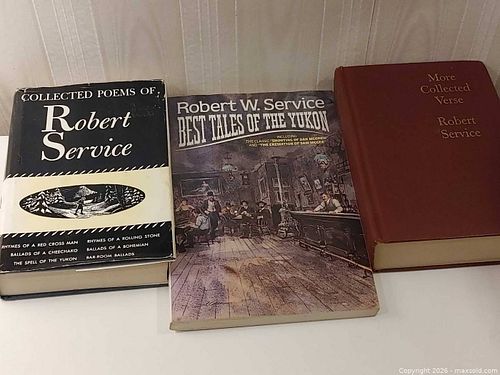 COLLECTED POEMS OF
Robert
Service
RHYMES OF A RED CROSS MAN
BALLADS OF A CHEECHAKO
THE SPELL OF THE YUKON
RHYMES OF A ROLLING STONE
BALLADS OF A BOHEMIAN
BAR-ROOM BALLADS
Robert W. Service
BEST TALES OF THE YUKON
INCLUDING
THE CLASSIC "SHOOTING OF DAN MCGREW"
AND "THE CREMATION OF SAM MCGEE"
More
Collected
Verse
Robert
Service
Copyright 2026 - maxsold.com